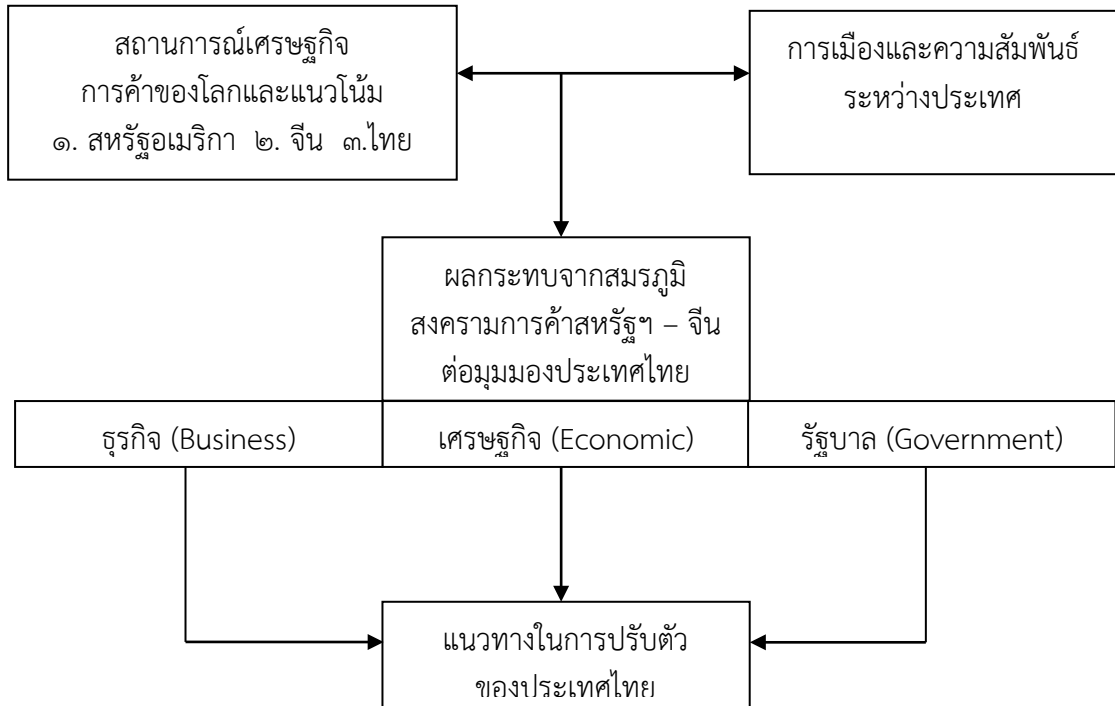 สถานการณ์เศรษฐกิจ
การค้าของโลกและแนวโน้ม
๑. สหรัฐอเมริกา ๒. จีน ๓.ไทย
การเมืองและความสัมพันธ์
ระหว่างประเทศ
ผลกระทบจากสมรภูมิ
สงครามการค้าสหรัฐฯ – จีน
ต่อมุมมองประเทศไทย
ธุรกิจ (Business)
เศรษฐกิจ (Economic)
รัฐบาล (Government)
แนวทางในการปรับตัว
ของประเทศไทย